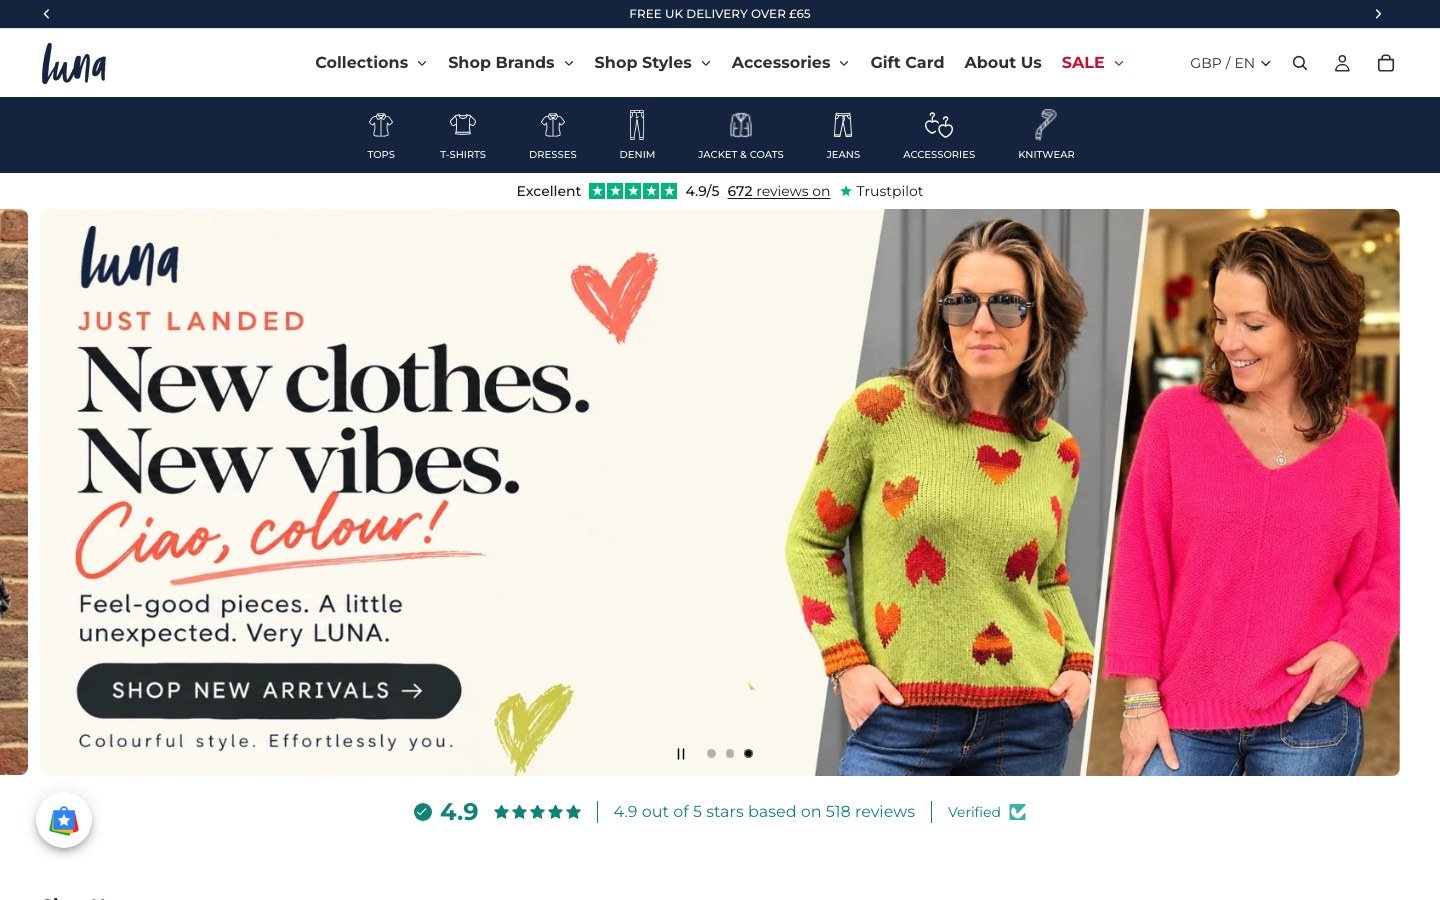 FREE UK DELIVERY OVER £65
luna
Collections
Shop Brands
Shop Styles
Accessories
Gift Card
About Us
SALE
GBP / EN
TOPS
T-SHIRTS
DRESSES
DENIM
JACKET & COATS
JEANS
ACCESSORIES
KNITWEAR
Excellent 4.9/5 672 reviews on Trustpilot
luna
JUST LANDED
New clothes.
New vibes.
Ciao, colour!
Feel-good pieces. A little
unexpected. Very LUNA.
SHOP NEW ARRIVALS →
Colourful style. Effortlessly you.
4.9
4.9 out of 5 stars based on 518 reviews
Verified